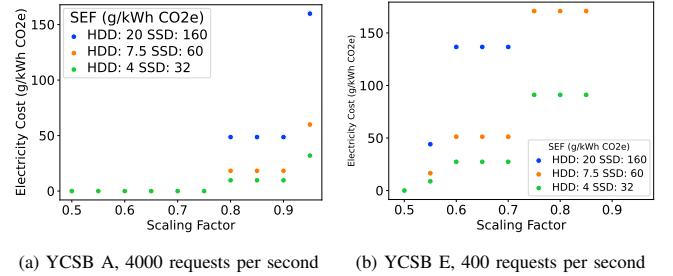 SEF (g/kWh CO2e)
HDD: 20 SSD: 160
HDD: 7.5 SSD: 60
HDD: 4 SSD: 32
Electricity Cost (g/kWh CO2e)
150
100
50
0
0.5 0.6 0.7 0.8 0.9
Scaling Factor
(a) YCSB A, 4000 requests per second
Electricity Cost (g/kWh CO2e)
150
100
50
0
SEF (g/kWh CO2e)
HDD: 20 SSD: 160
HDD: 7.5 SSD: 60
HDD: 4 SSD: 32
0.5 0.6 0.7 0.8 0.9
Scaling Factor
(b) YCSB E, 400 requests per second